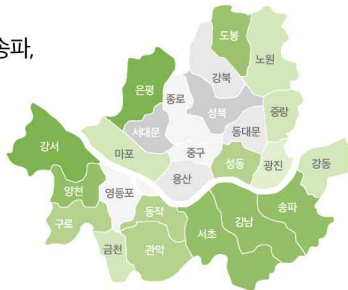 송파,
도봉
노원
강북
은평
종로
성북
중랑
서대문
동대문
강서
마포
중구
성동
광진
강동
양천
영등포
용산
구로
동작
서초
강남
송파
금천
관악